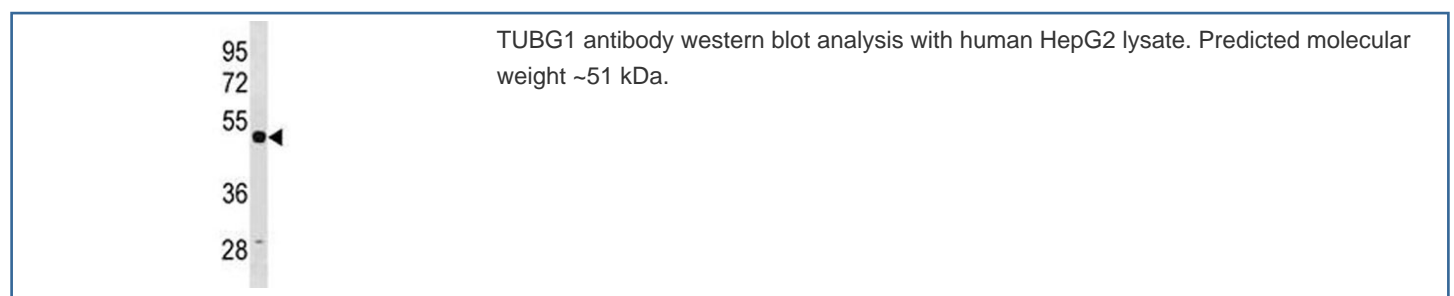 95
72
55
36
28
TUBG1 antibody western blot analysis with human HepG2 lysate. Predicted molecular
weight ~51 kDa.